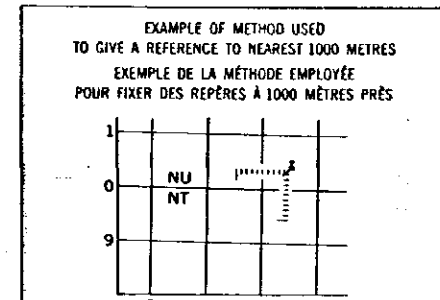 EXAMPLE OF METHOD USED
TO GIVE A REFERENCE TO NEAREST 1000 METRES
EXEMPLE DE LA MÉTHODE EMPLOYÉE
POUR FIXER DES REPÈRES À 1000 MÈTRES PRÈS
1
NU
0
NT
9